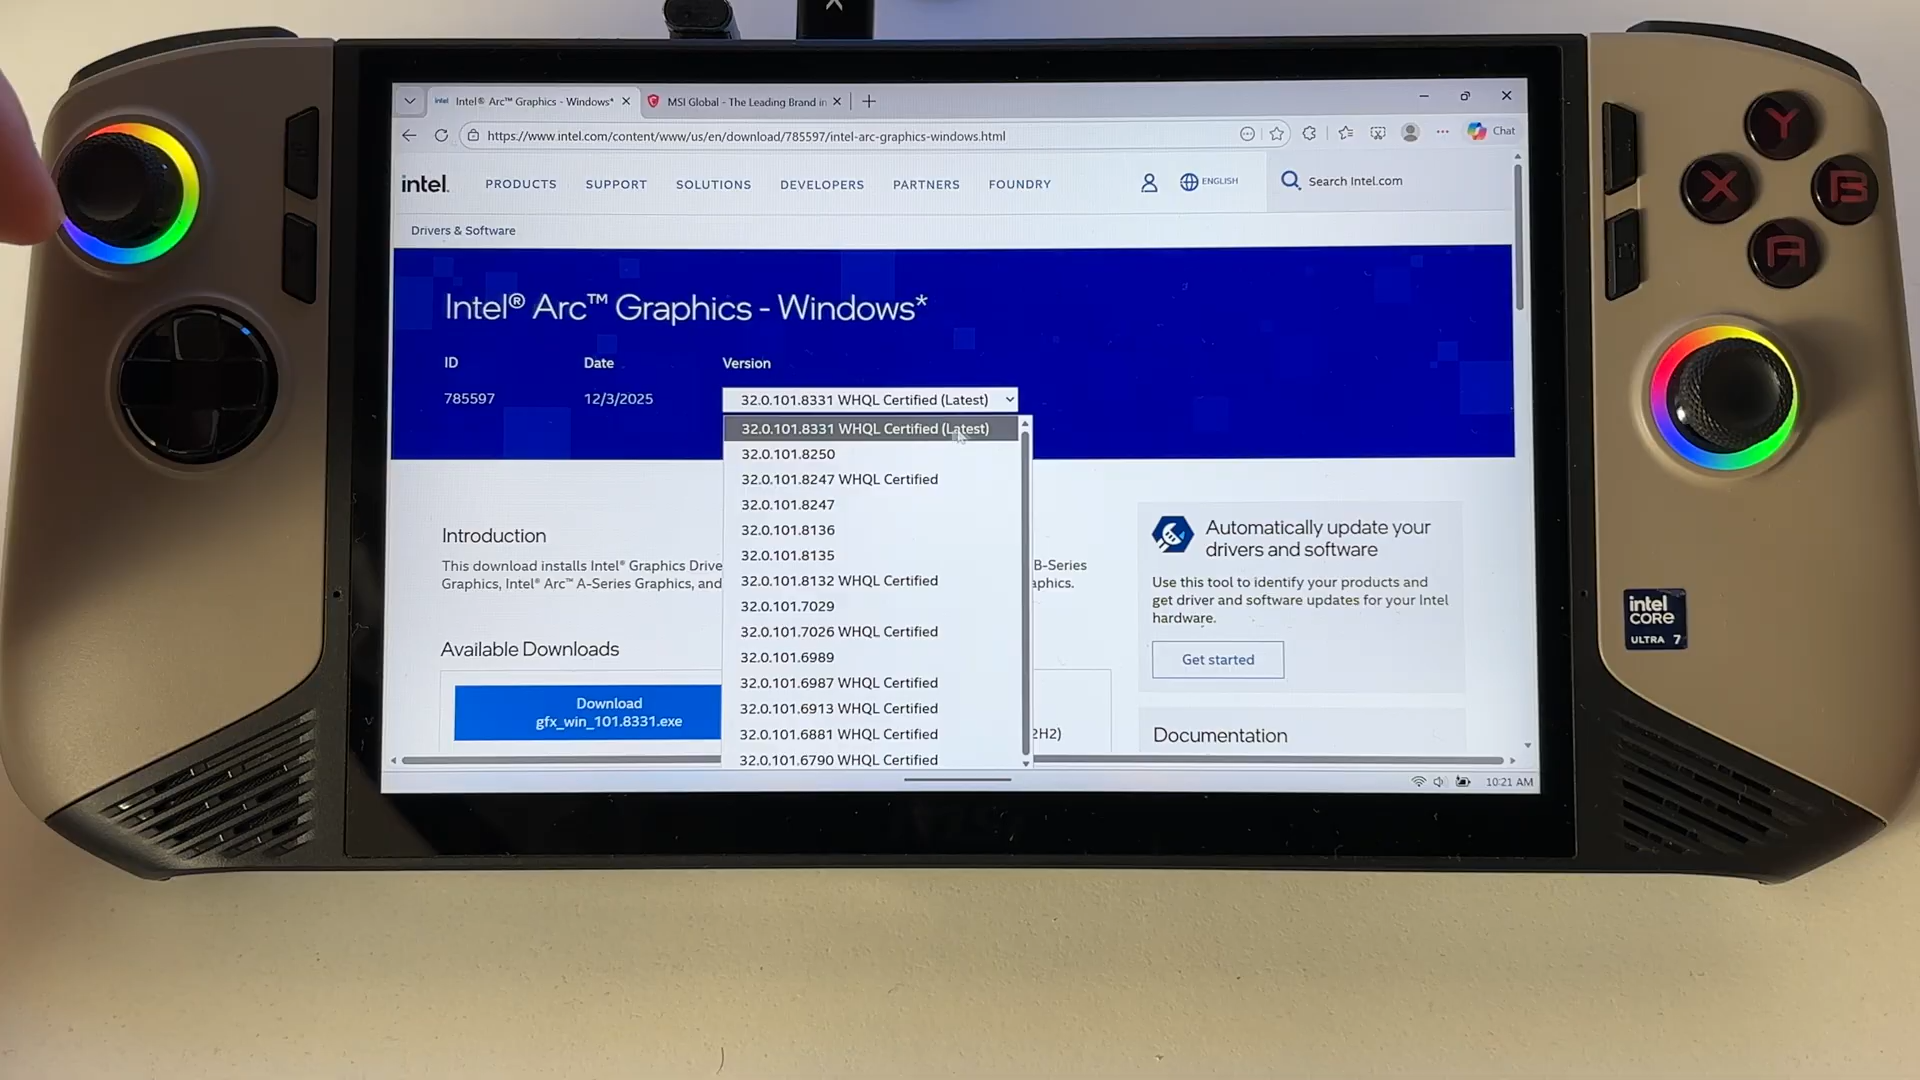 Intel® Arc™ Graphics - Windows*
MSI Global - The Leading Brand in
https://www.intel.com/content/www/us/en/download/785597/intel-arc-graphics-windows.html
Chat
intel.
PRODUCTS
SUPPORT
SOLUTIONS
DEVELOPERS
PARTNERS
FOUNDRY
ENGLISH
Search Intel.com
Drivers & Software
Intel® Arc™ Graphics - Windows*
ID
Date
Version
785597
12/3/2025
32.0.101.8331 WHQL Certified (Latest)
32.0.101.8331 WHQL Certified (Latest)
32.0.101.8250
32.0.101.8247 WHQL Certified
32.0.101.8247
32.0.101.8136
32.0.101.8135
32.0.101.8132 WHQL Certified
32.0.101.7029
32.0.101.7026 WHQL Certified
32.0.101.6989
32.0.101.6987 WHQL Certified
32.0.101.6913 WHQL Certified
32.0.101.6881 WHQL Certified
32.0.101.6790 WHQL Certified
Introduction
This download installs Intel® Graphics Drive
B-Series
Graphics, Intel® Arc™ A-Series Graphics, and
aphics.
Available Downloads
Download
gfx_win_101.8331.exe
2H2)
Automatically update your
drivers and software
Use this tool to identify your products and
get driver and software updates for your Intel
hardware.
Get started
Documentation
10:21 AM
Y
X
B
A
intel
CORE
ULTRA 7